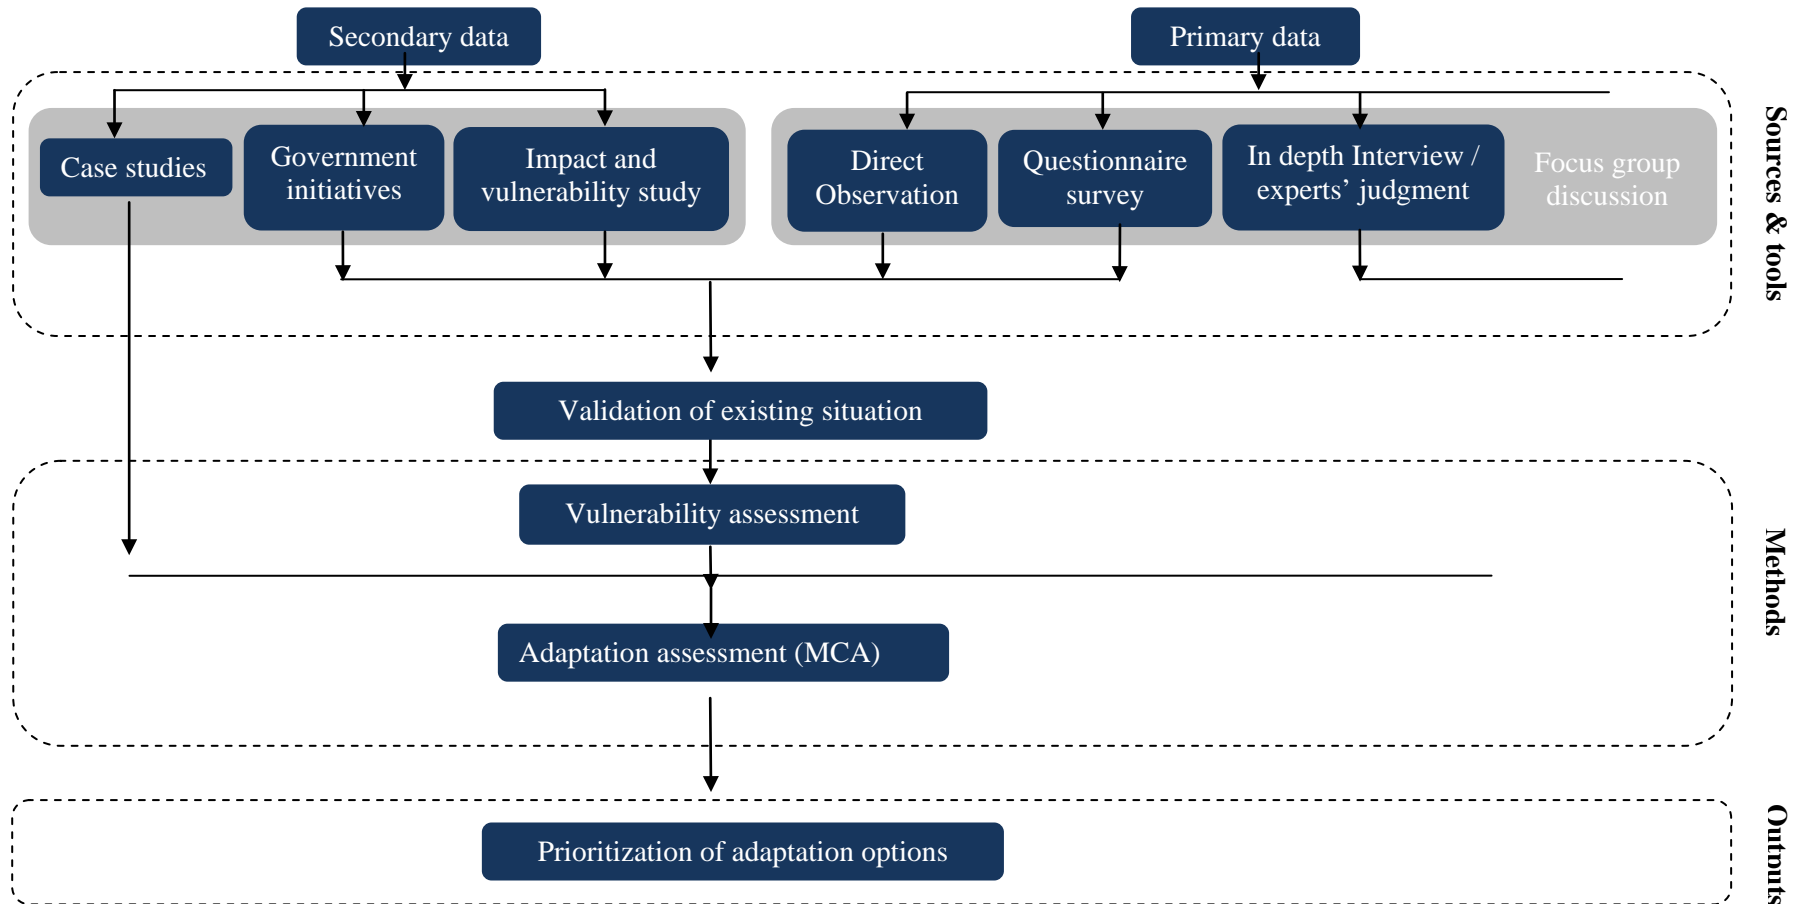 Secondary data
Primary data
Case studies
Government
initiatives
Impact and
vulnerability study
Direct
Observation
Questionnaire
survey
In depth Interview /
experts’ judgment
Focus group
discussion
Sources & tools
Validation of existing situation
Vulnerability assessment
Adaptation assessment (MCA)
Methods
Prioritization of adaptation options
Outputs